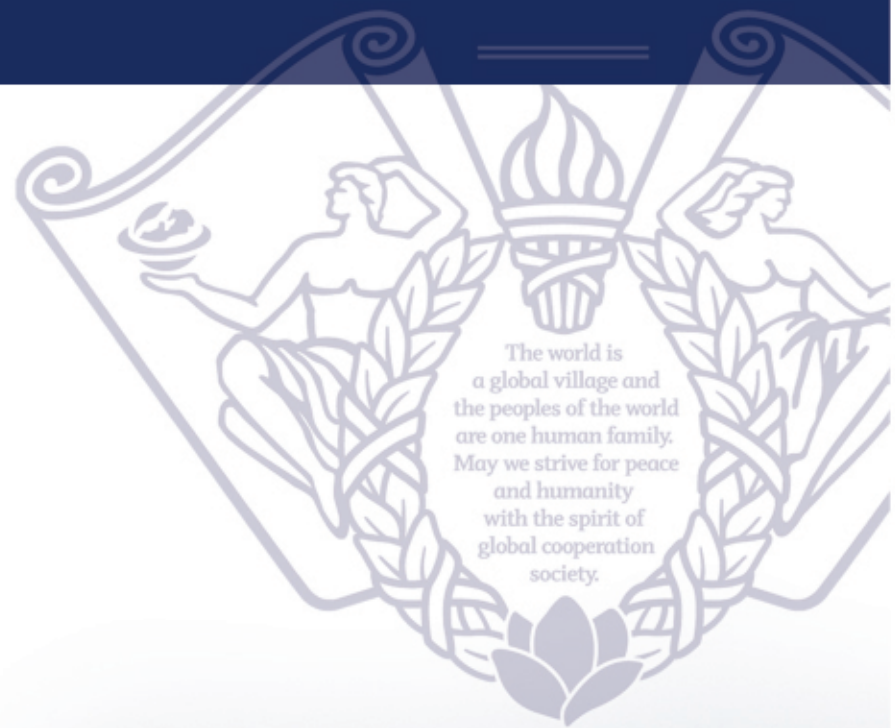 The world is
a global village and
the peoples of the world
are one human family.
May we strive for peace
and humanity
with the spirit of
global cooperation
society.